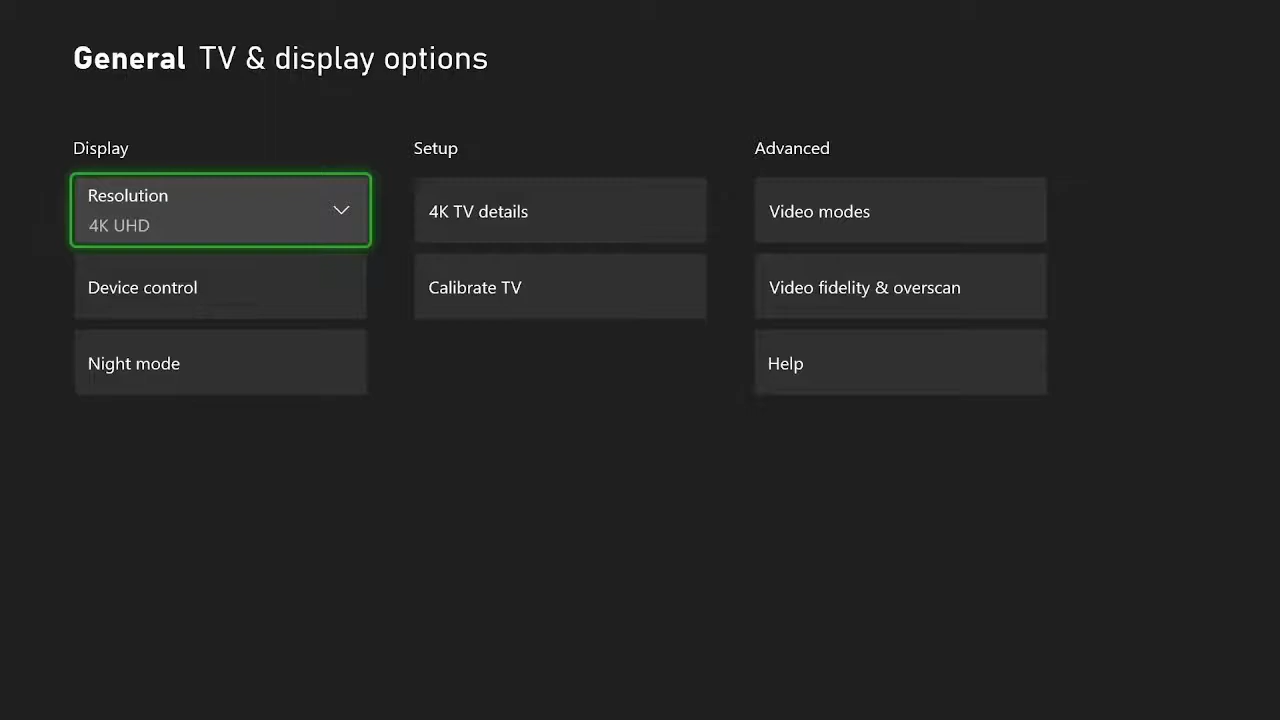 General TV & display options
Display
Resolution
4K UHD
Device control
Night mode
Setup
4K TV details
Calibrate TV
Advanced
Video modes
Video fidelity & overscan
Help